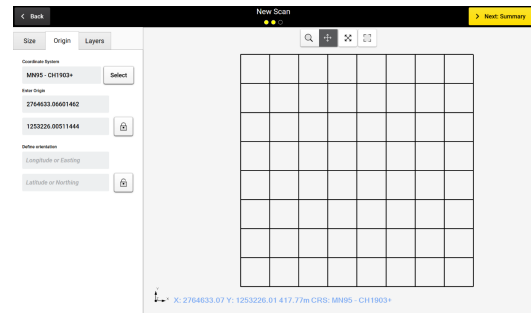 Back
New Scan
Next: Summary
Size Origin Layers
Coordinate System
MN95 - CH1903+
Select
Enter Origin
2764633.06601462
1253226.00511444
Define orientation
Longitude or Easting
Latitude or Northing
X: 2764633.07 Y: 1253226.01 417.77m CRS: MN95 - CH1903+